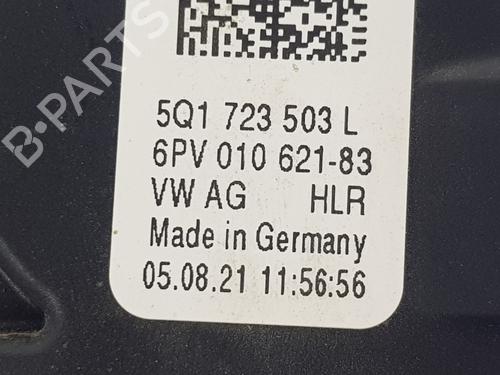 5Q1 723 503 L
6PV 010 621-83
VW AG HLR
Made in Germany
05.08.21 11:56:56
B-PARTS